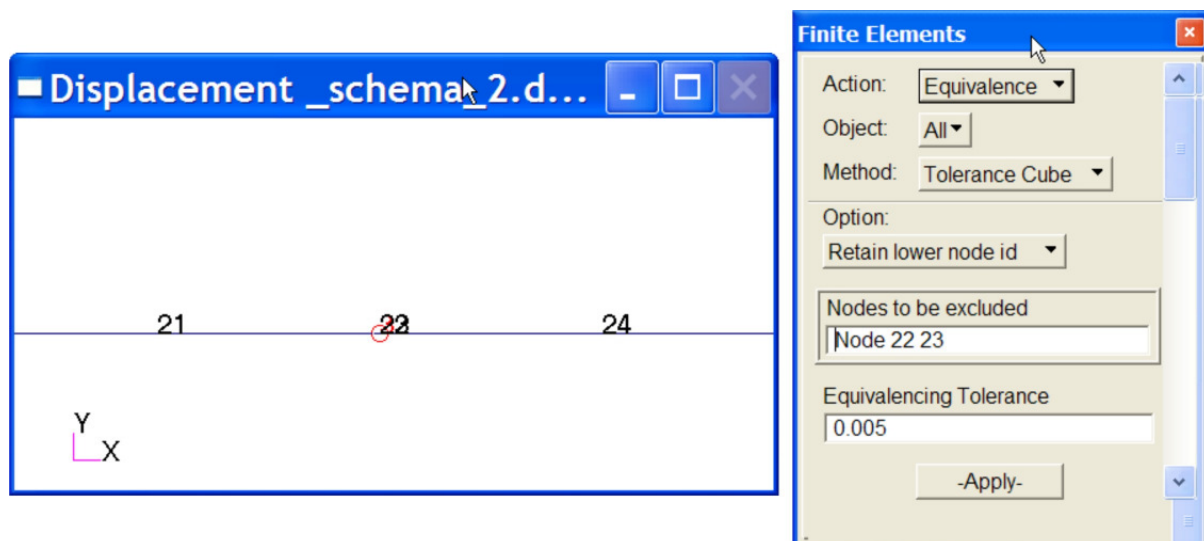 Displacement _schema_2.d...
21
24
Y
X
Finite Elements
Action: Equivalence
Object: All
Method: Tolerance Cube
Option:
Retain lower node id
Nodes to be excluded
Node 22 23
Equivalencing Tolerance
0.005
-Apply-